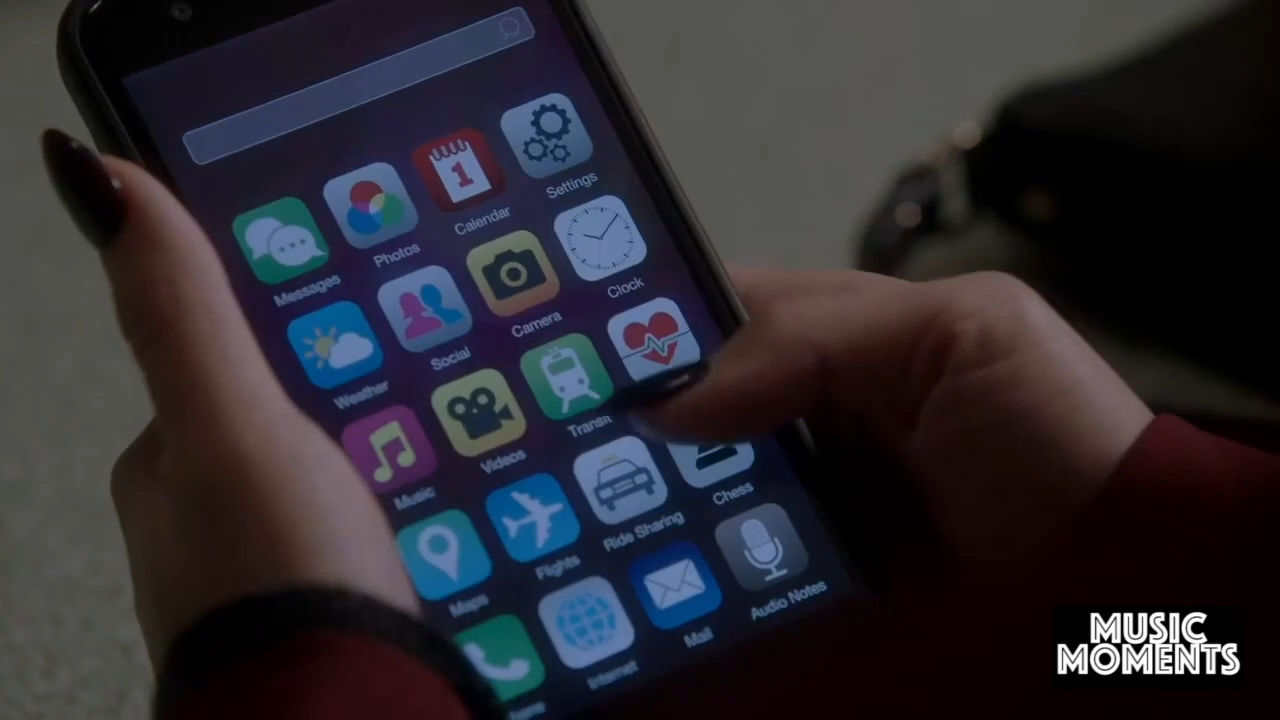 1
Messages
Photos
Calendar
Settings
Weather
Social
Camera
Clock
Music
Videos
Trans
Maps
Flights
Ride Sharing
Chess
Internet
Mail
Audio Notes
MUSIC
MOMENTS